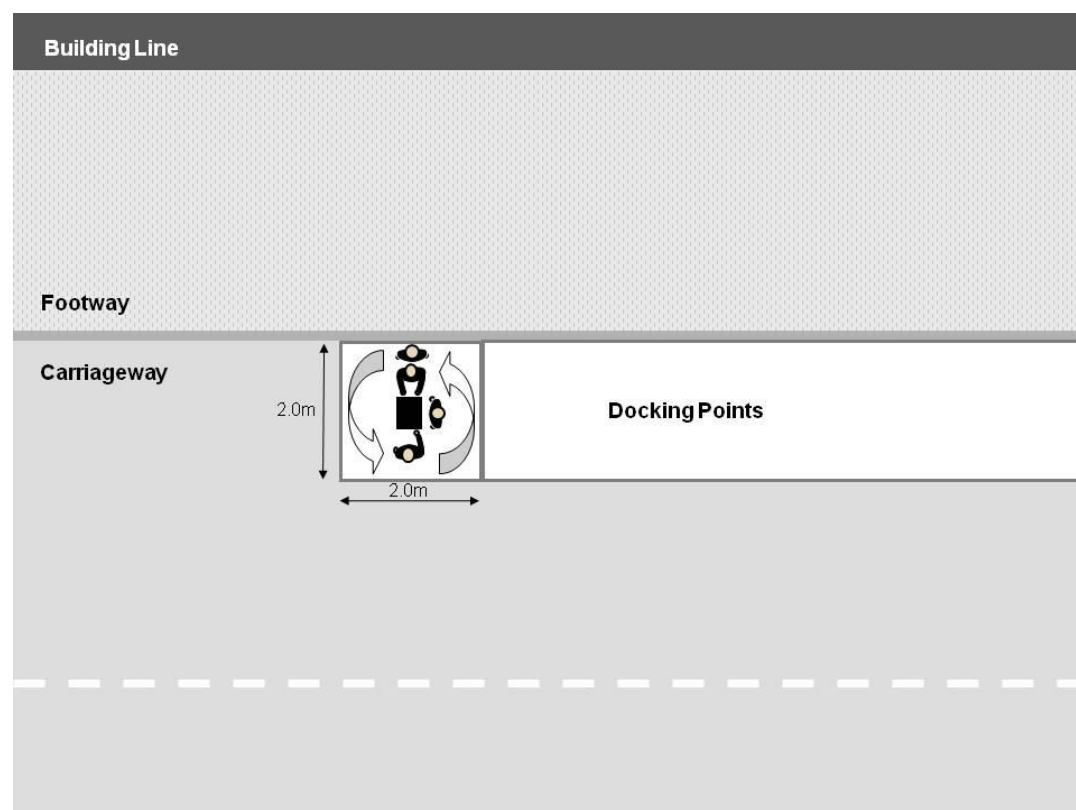 Building Line
Footway
Carriageway
2.0m
Docking Points
2.0m